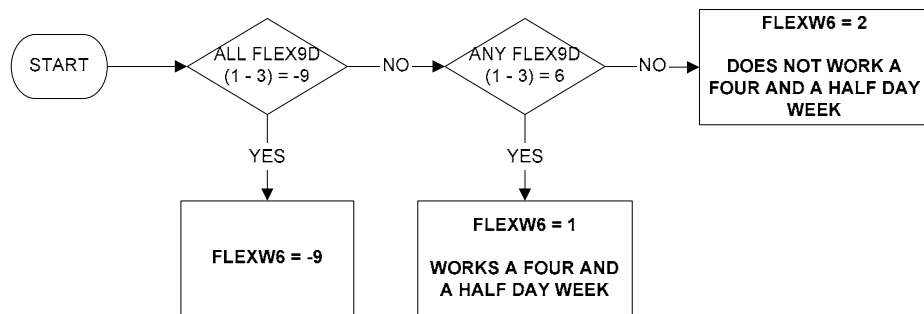 START
ALL FLEX9D
(1 - 3) = -9
NO
ANY FLEX9D
(1 - 3) = 6
NO
FLEXW6 = 2
DOES NOT WORK A
FOUR AND A HALF DAY
WEEK
YES
YES
FLEXW6 = -9
FLEXW6 = 1
WORKS A FOUR AND
A HALF DAY WEEK